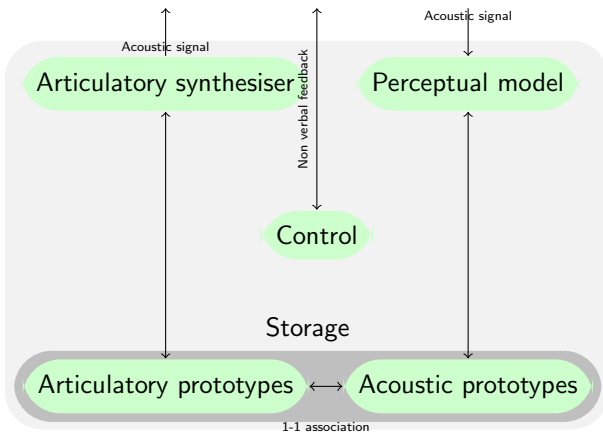 Acoustic signal
Acoustic signal
Articulatory synthesiser
Non verbal feedback
Perceptual model
Control
Storage
Articulatory prototypes
Acoustic prototypes
1-1 association